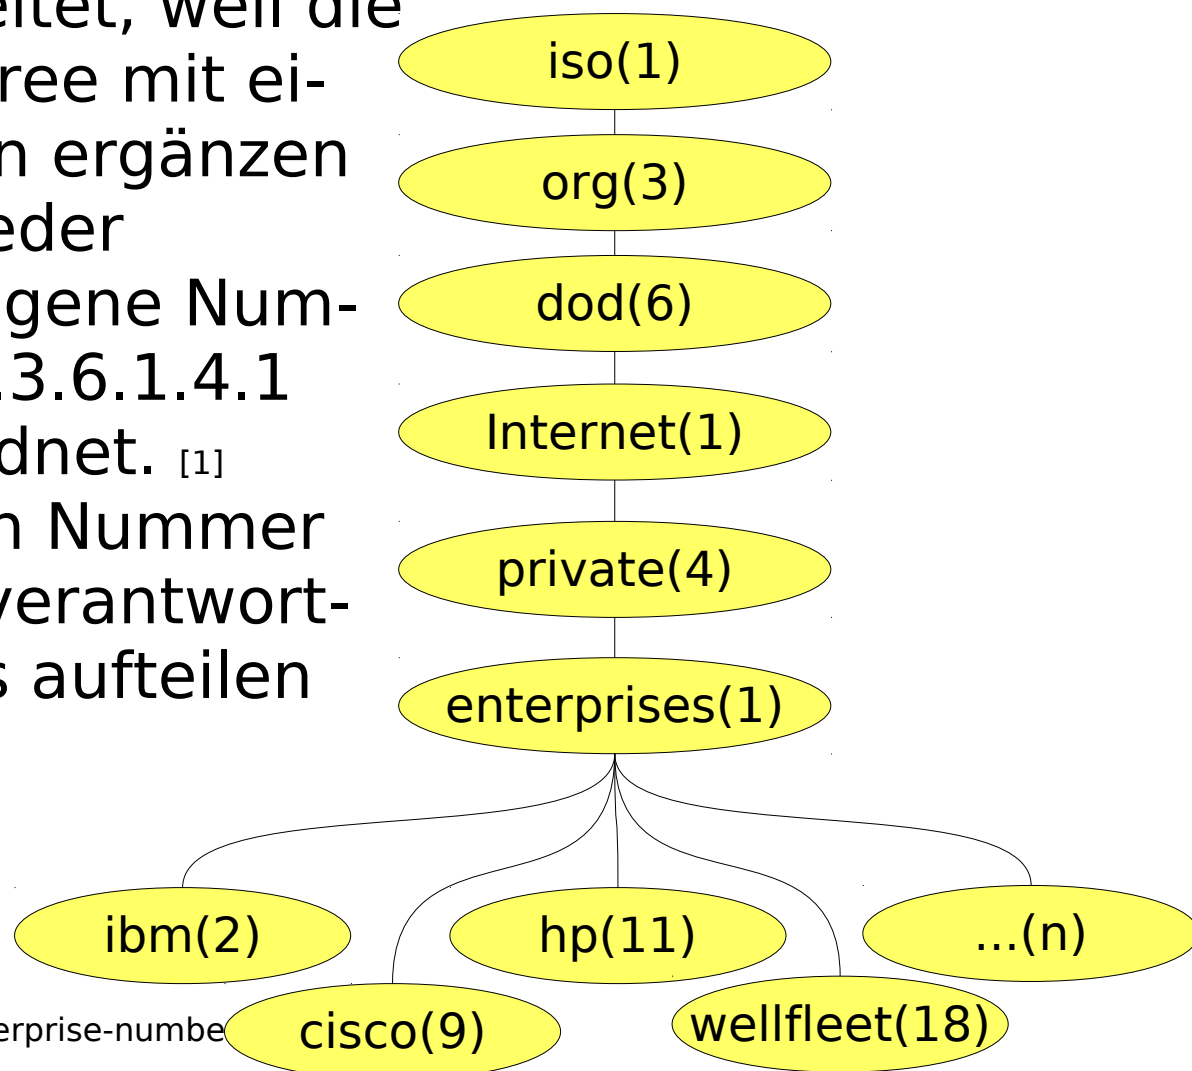 eitet, weil die
ree mit ei-
n ergänzen
eder
gene Num-
.3.6.1.4.1
dnet. [1]
n Nummer
verantwort-
s aufteilen
iso(1)
org(3)
dod(6)
Internet(1)
private(4)
enterprises(1)
ibm(2)
hp(11)
...(n)
cisco(9)
wellfleet(18)
erprise-numbe